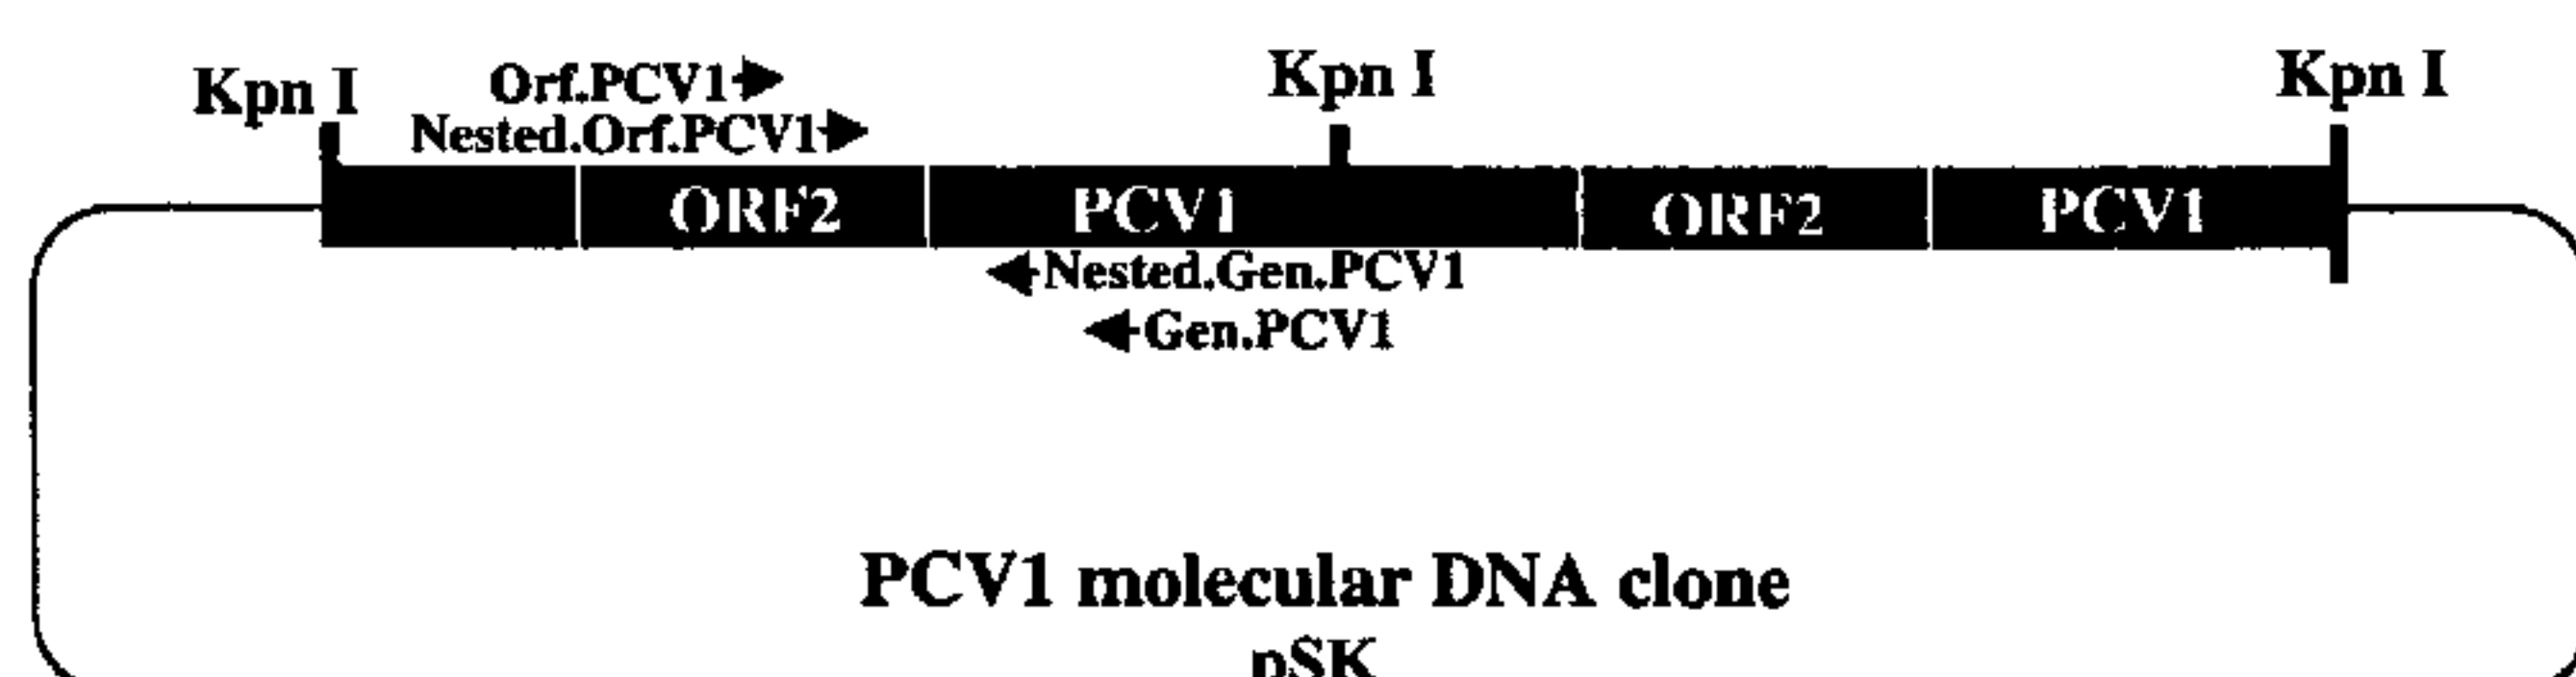 Kpn I
Orf.PCV1
Nested.Orf.PCV1
Kpn I
Kpn I
ORF2
PCV1
ORF2
PCV1
Nested.Gen.PCV1
Gen.PCV1
PCV1 molecular DNA clone
pSK